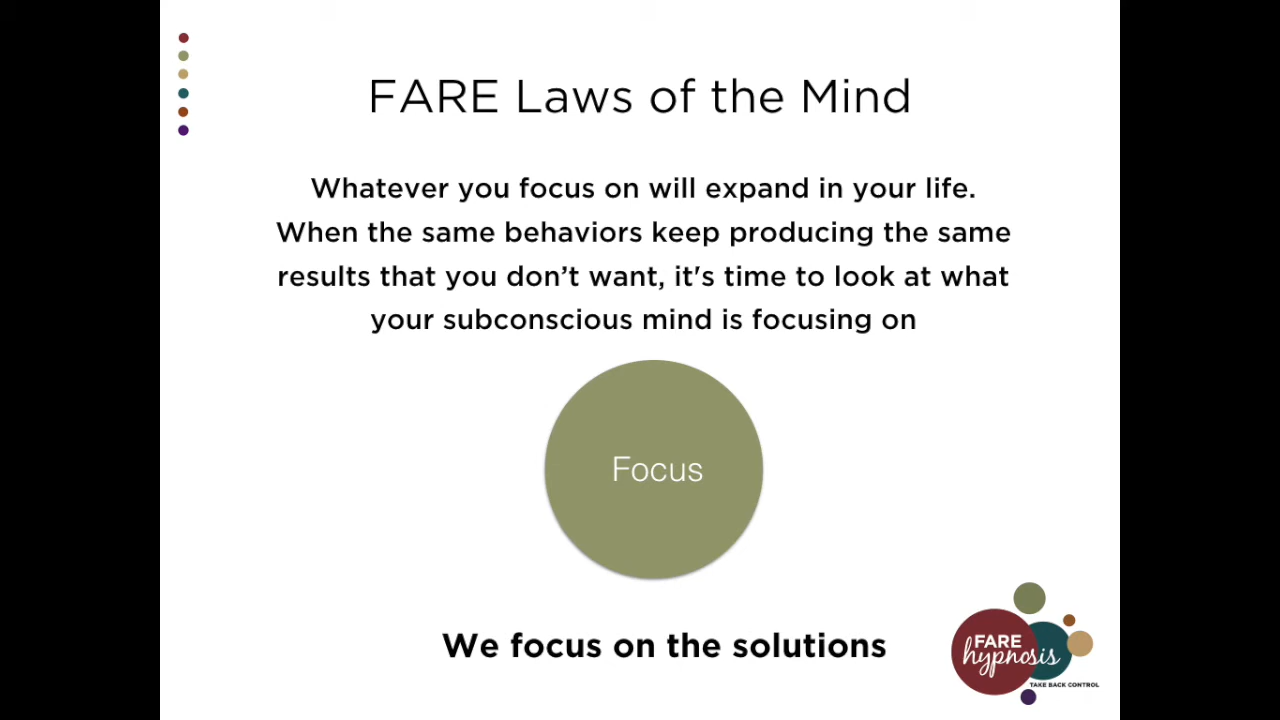 FARE Laws of the Mind
Whatever you focus on will expand in your life.
When the same behaviors keep producing the same
results that you don’t want, it's time to look at what
your subconscious mind is focusing on
Focus
We focus on the solutions
FARE
hypnosis
TAKE BACK CONTROL